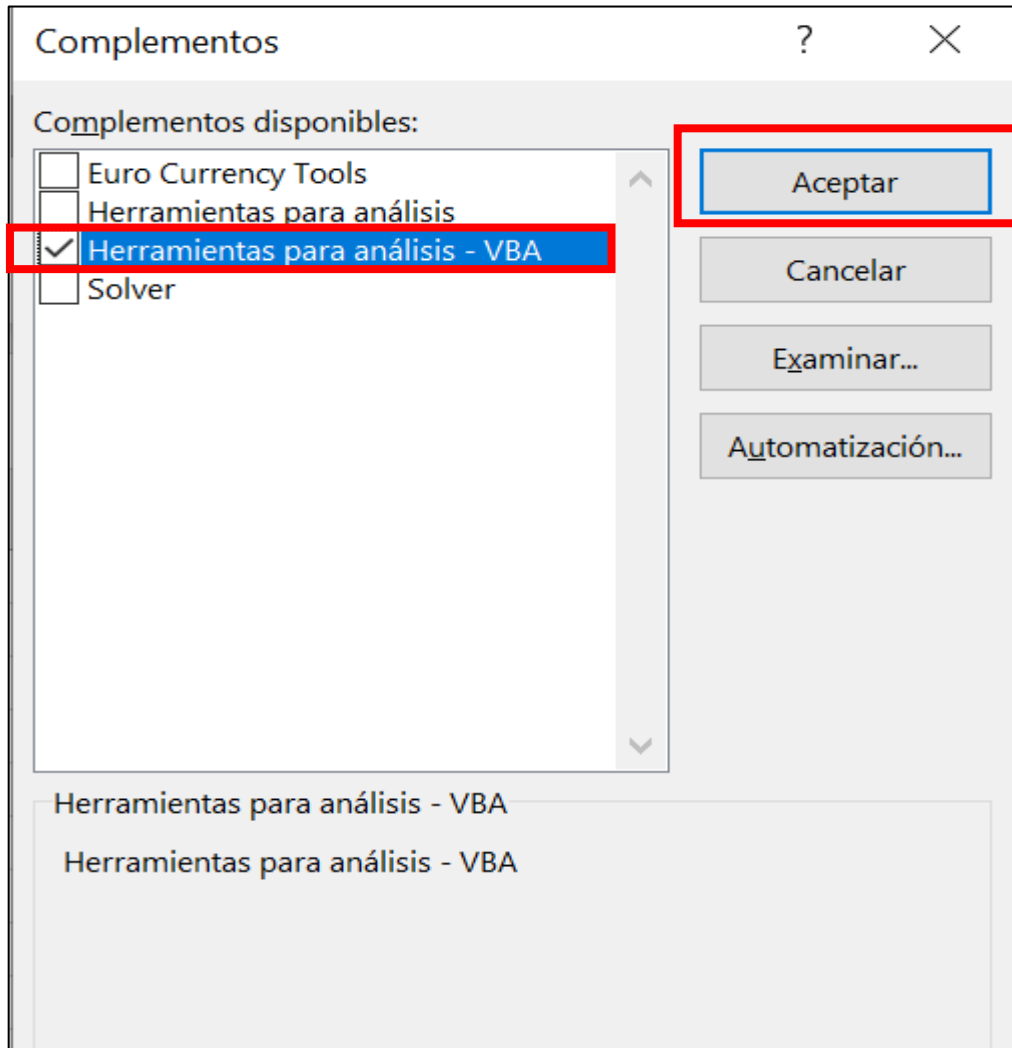 Complementos
Complementos disponibles:
Euro Currency Tools
Herramientas para análisis
Herramientas para análisis - VBA
Solver
Aceptar
Cancelar
Examinar...
Automatización...
Herramientas para análisis - VBA
Herramientas para análisis - VBA